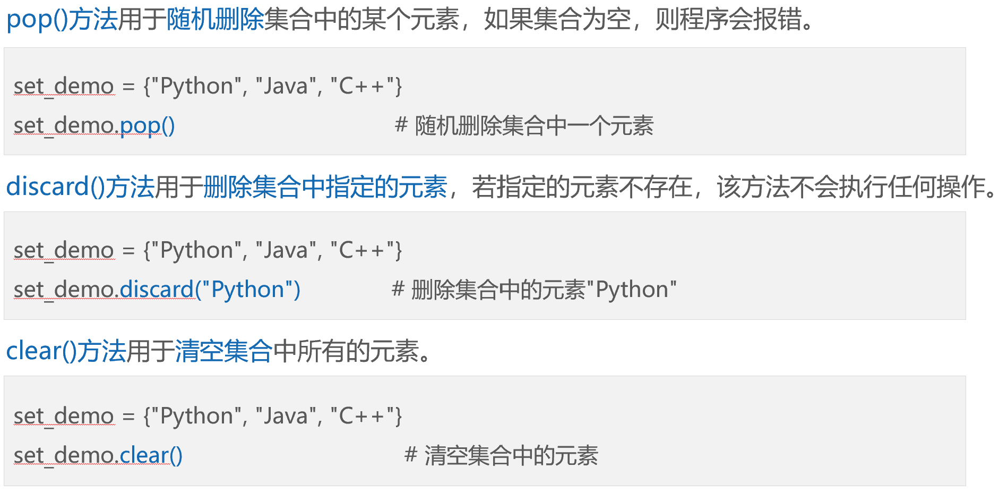 pop()方法用于随机删除集合中的某个元素，如果集合为空，则程序会报错。
set_demo = {"Python", "Java", "C++"}
set_demo.pop() # 随机删除集合中一个元素
discard()方法用于删除集合中指定的元素，若指定的元素不存在，该方法不会执行任何操作。
set_demo = {"Python", "Java", "C++"}
set_demo.discard("Python") # 删除集合中的元素"Python"
clear()方法用于清空集合中所有的元素。
set_demo = {"Python", "Java", "C++"}
set_demo.clear() # 清空集合中的元素